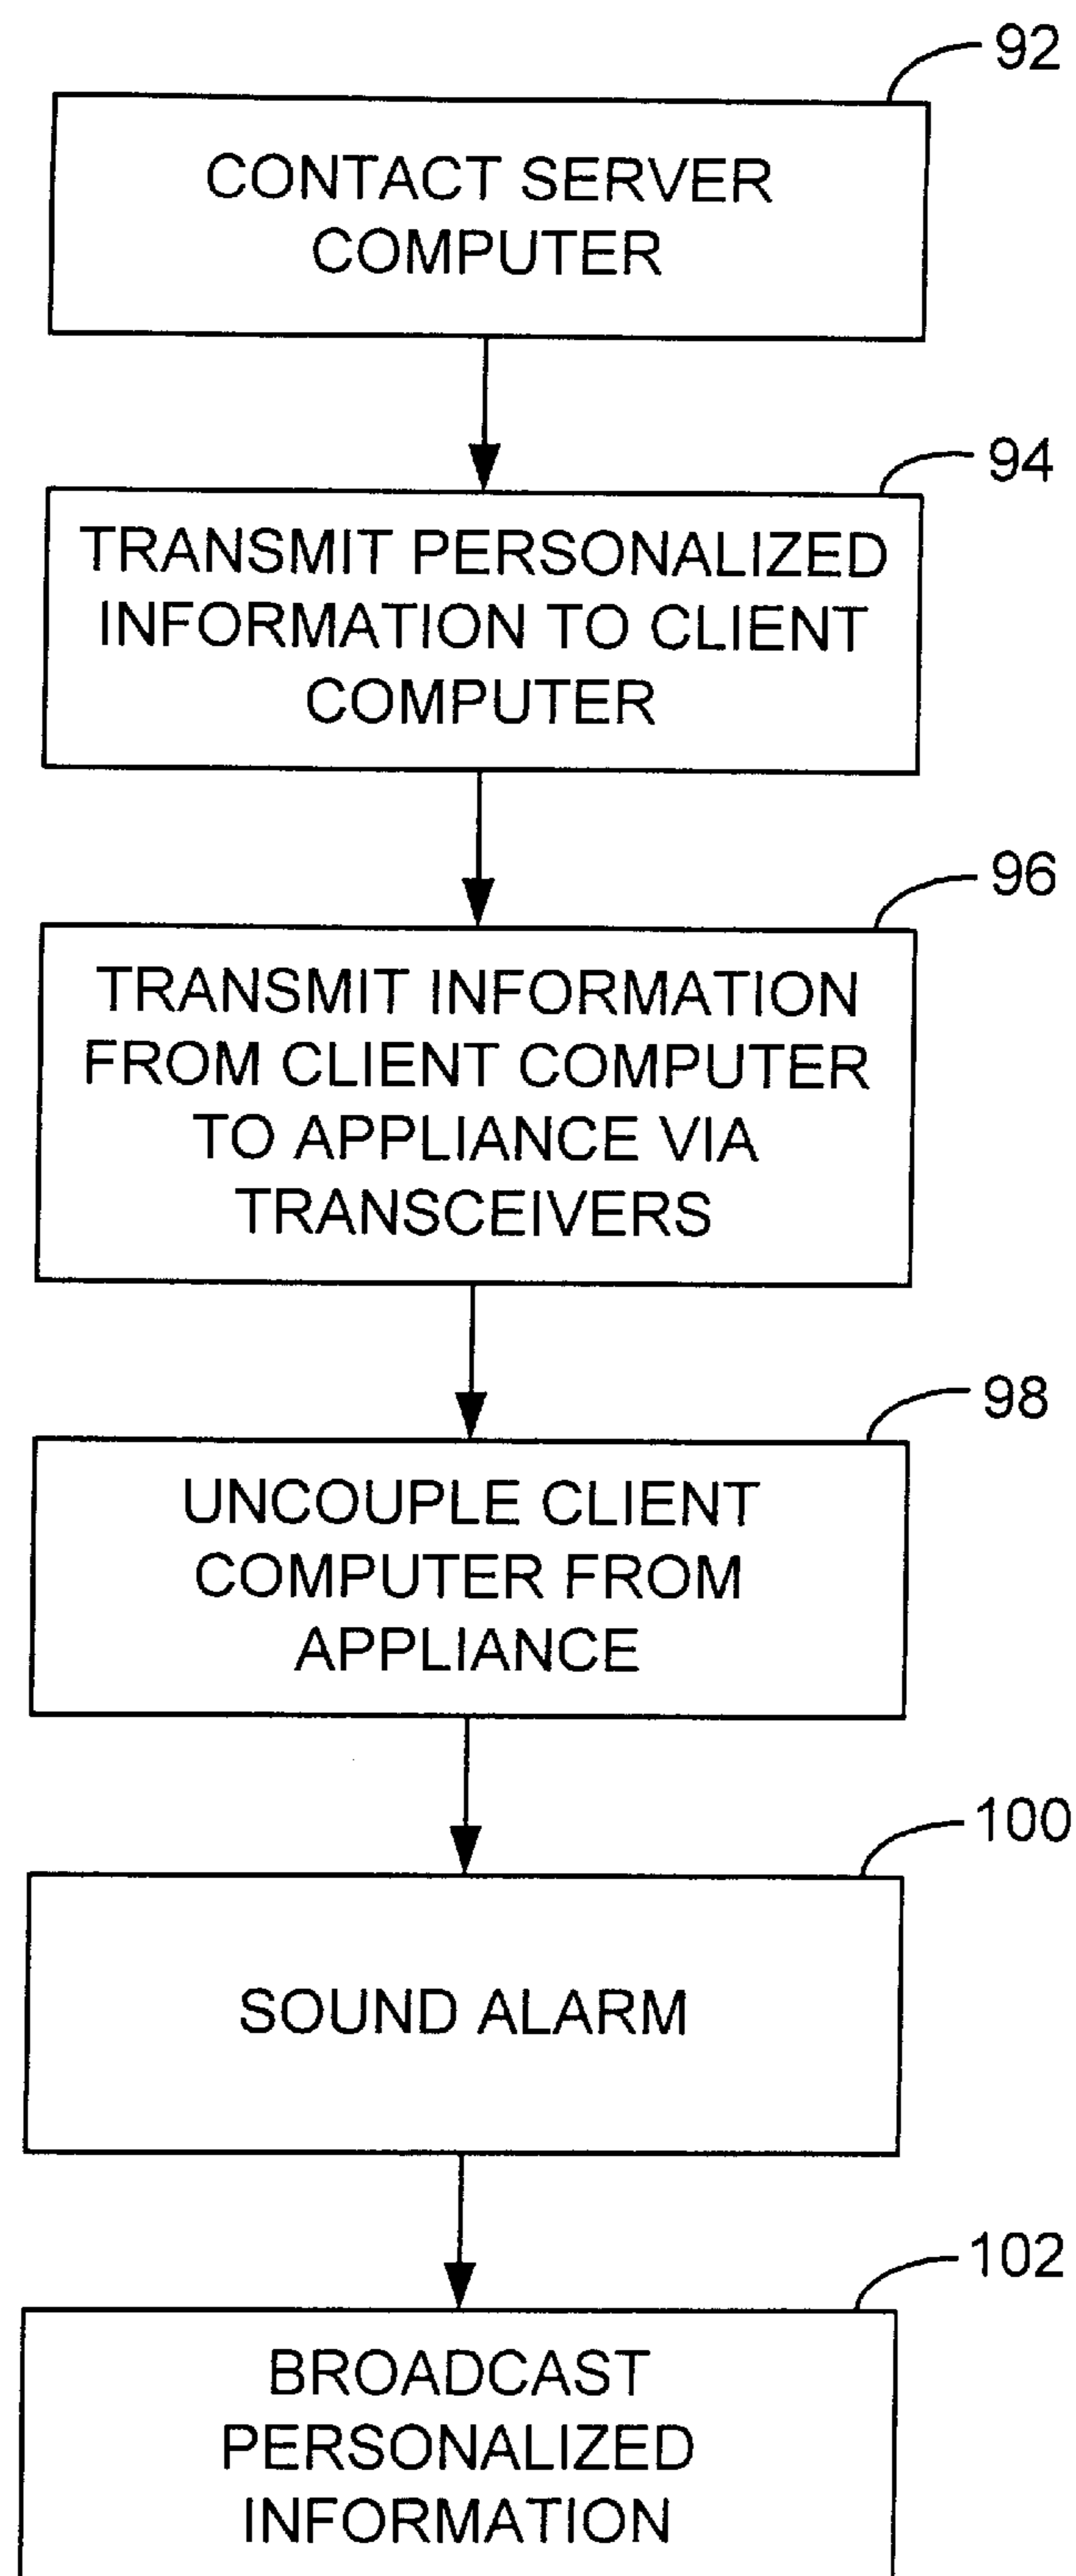 92
CONTACT SERVER
COMPUTER
94
TRANSMIT PERSONALIZED
INFORMATION TO CLIENT
COMPUTER
96
TRANSMIT INFORMATION
FROM CLIENT COMPUTER
TO APPLIANCE VIA
TRANSCEIVERS
98
UNCOUPLE CLIENT
COMPUTER FROM
APPLIANCE
100
SOUND ALARM
102
BROADCAST
PERSONALIZED
INFORMATION